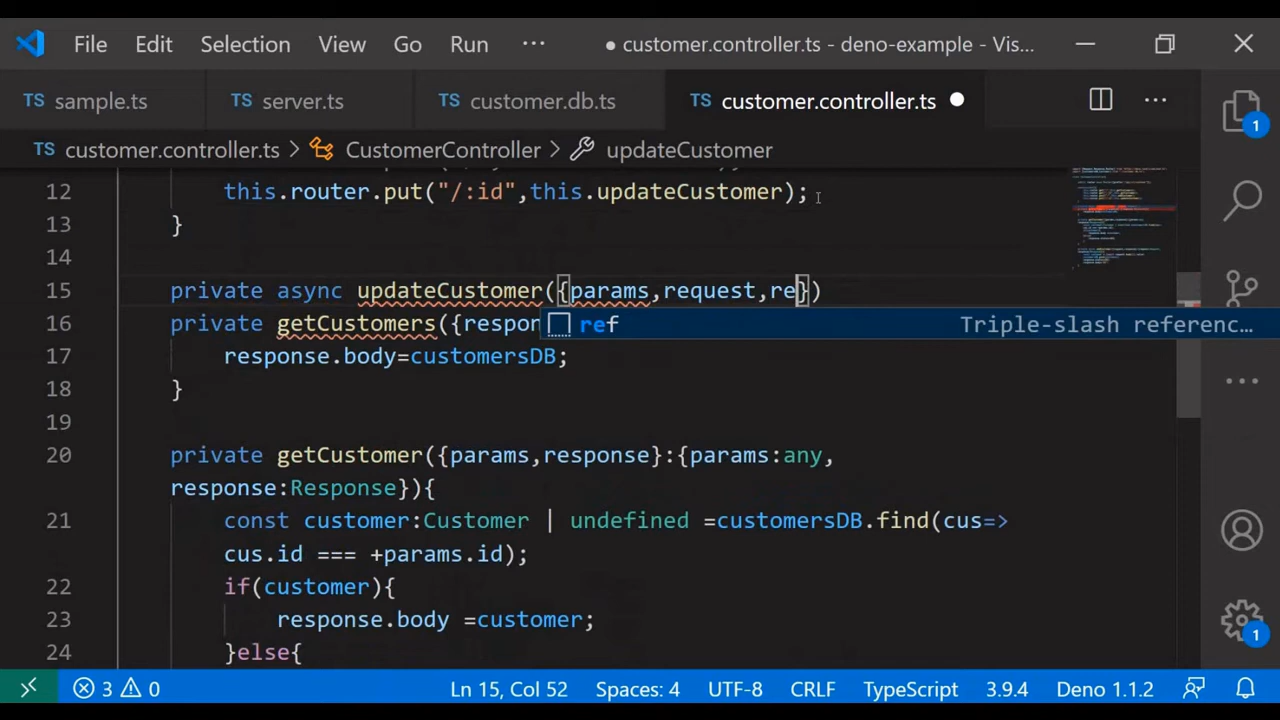 File Edit Selection View Go Run ··· ● customer.controller.ts - deno-example - Vis...
TS sample.ts TS server.ts TS customer.db.ts TS customer.controller.ts ●
TS customer.controller.ts > CustomerController > updateCustomer
12 this.router.put("/:id",this.updateCustomer);
13 }
14
15 private async updateCustomer({params,request,re})
16 private getCustomers({respon
ref Triple-slash referenc...
17 response.body=customersDB;
18 }
19
20 private getCustomer({params,response}:{params:any,
response:Response}){
21 const customer:Customer | undefined =customersDB.find(cus=>
cus.id === +params.id);
22 if(customer){
23 response.body =customer;
24 }else{
1
1
3 0 Ln 15, Col 52 Spaces: 4 UTF-8 CRLF TypeScript 3.9.4 Deno 1.1.2